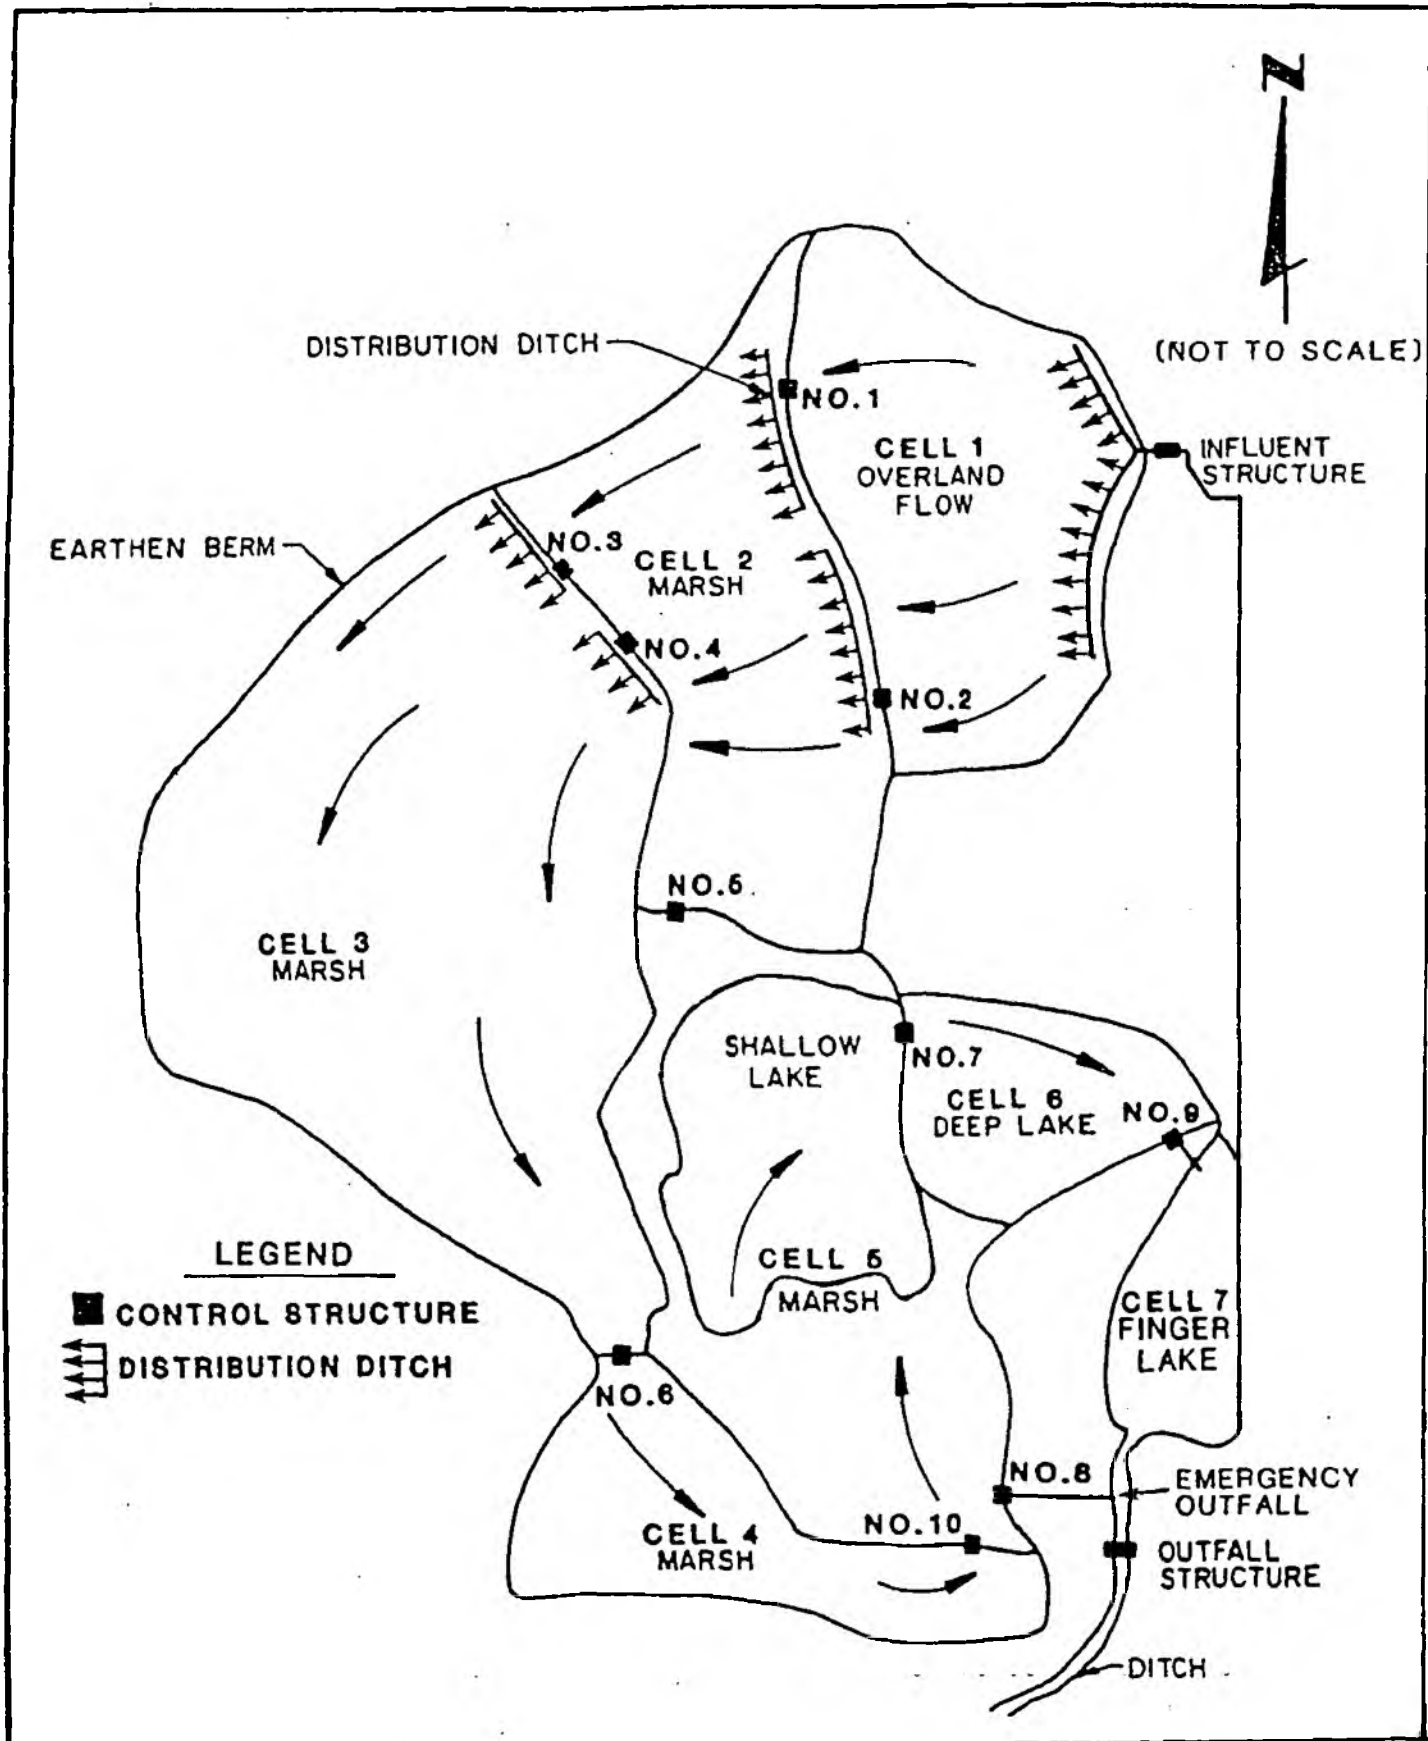 N
(NOT TO SCALE)
DISTRIBUTION DITCH
NO.1
CELL 1
OVERLAND
FLOW
INFLUENT
STRUCTURE
EARTHEN BERM
NO.3
CELL 2
MARSH
NO.4
NO.2
NO.5
CELL 3
MARSH
SHALLOW
LAKE
NO.7
CELL 6
DEEP LAKE
NO.9
LEGEND
CONTROL STRUCTURE
DISTRIBUTION DITCH
CELL 5
MARSH
CELL 7
FINGER
LAKE
NO.6
NO.8
EMERGENCY
OUTFALL
NO.10
CELL 4
MARSH
OUTFALL
STRUCTURE
DITCH